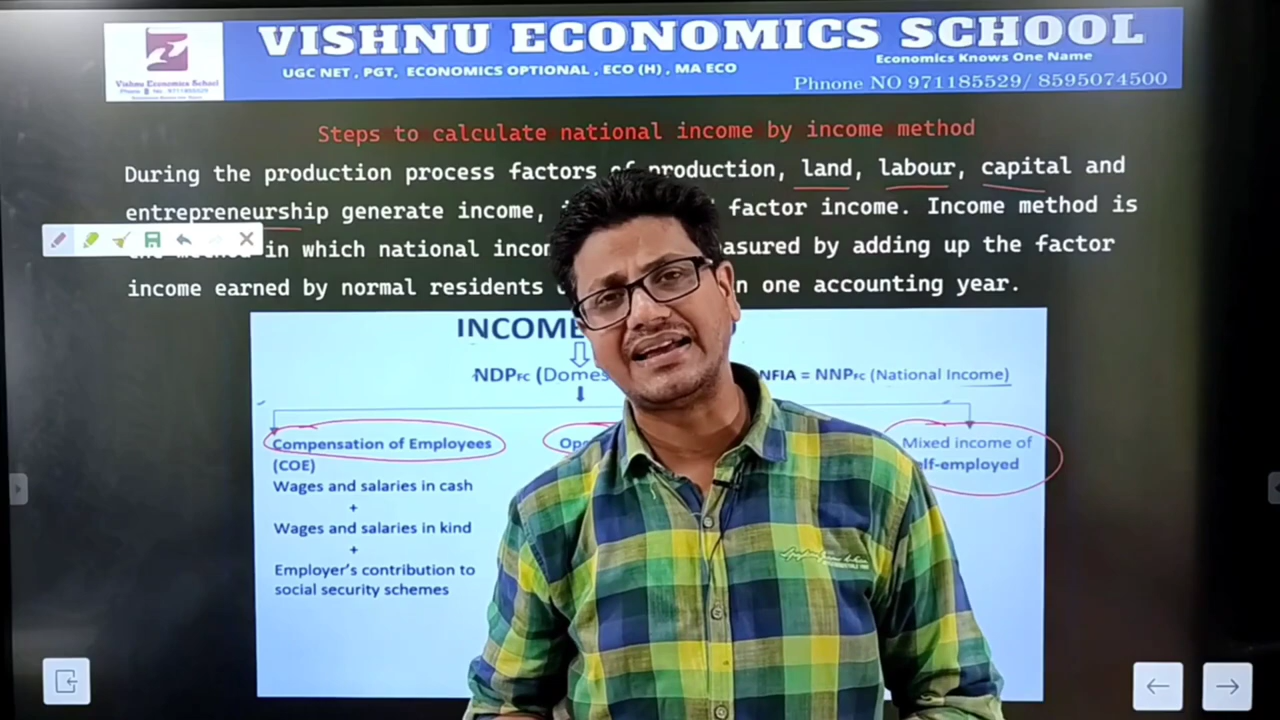 VISHNU ECONOMICS SCHOOL
Economics Knows One Name
UGC NET , PGT, ECONOMICS OPTIONAL , ECO (H) , MA ECO
Phnone NO 971185529/ 8595074500
Vishnu Economics School
Steps to calculate national income by income method
During the production process factors of production, land, labour, capital and
entrepreneurship generate income, factor income. Income method is
in which national by adding up the factor
income earned by normal residents in one accounting year.
INCOME
NDPFC (Domes NFIA = NNPFC (National Income)
Compensation of Employees
(COE)
Wages and salaries in cash
+
Wages and salaries in kind
+
Employer's contribution to
social security schemes
Mixed income of
elf-employed